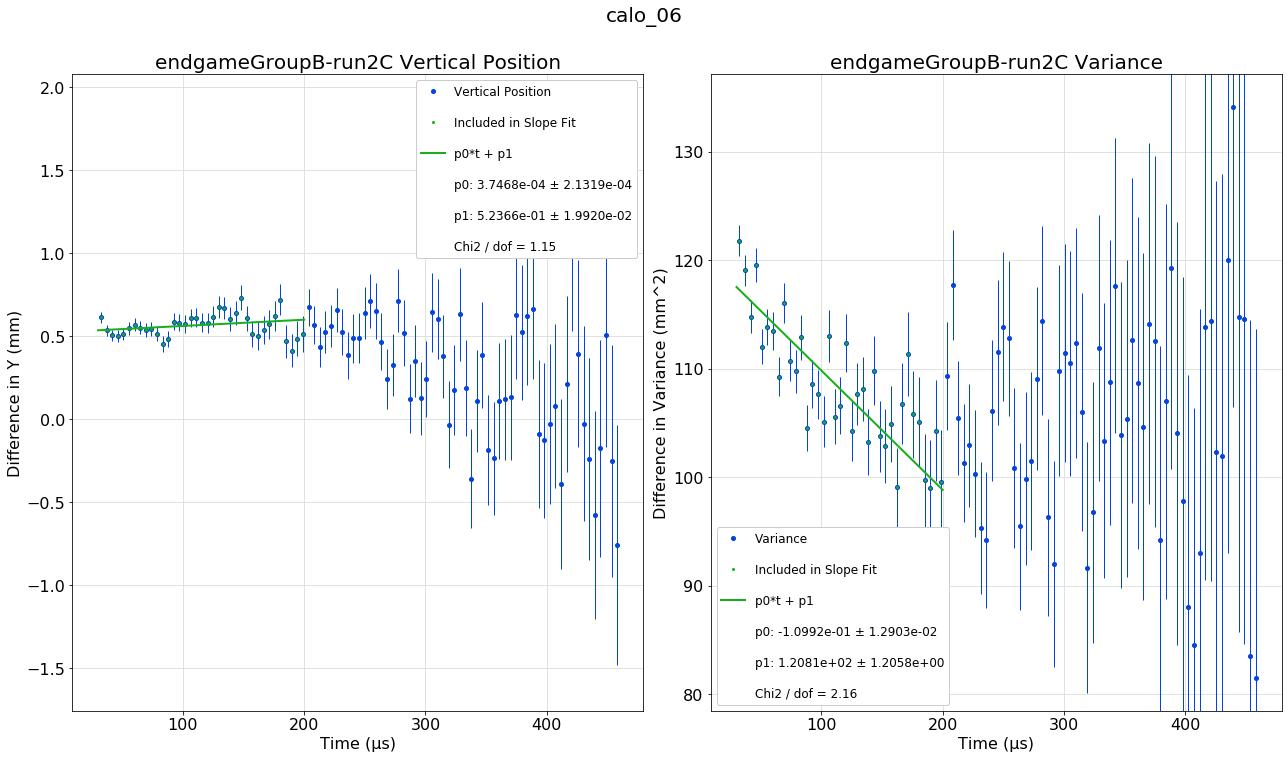 calo_06
endgameGroupB-run2C Vertical Position
Difference in Y (mm)
2.0
1.5
1.0
0.5
0.0
−0.5
−1.0
−1.5
Vertical Position
Included in Slope Fit
p0*t + p1
p0: 3.7468e-04 ± 2.1319e-04
p1: 5.2366e-01 ± 1.9920e-02
Chi2 / dof = 1.15
100 200 300 400
Time (µs)
endgameGroupB-run2C Variance
Difference in Variance (mm^2)
130
120
110
100
90
80
Variance
Included in Slope Fit
p0*t + p1
p0: -1.0992e-01 ± 1.2903e-02
p1: 1.2081e+02 ± 1.2058e+00
Chi2 / dof = 2.16
100 200 300 400
Time (µs)